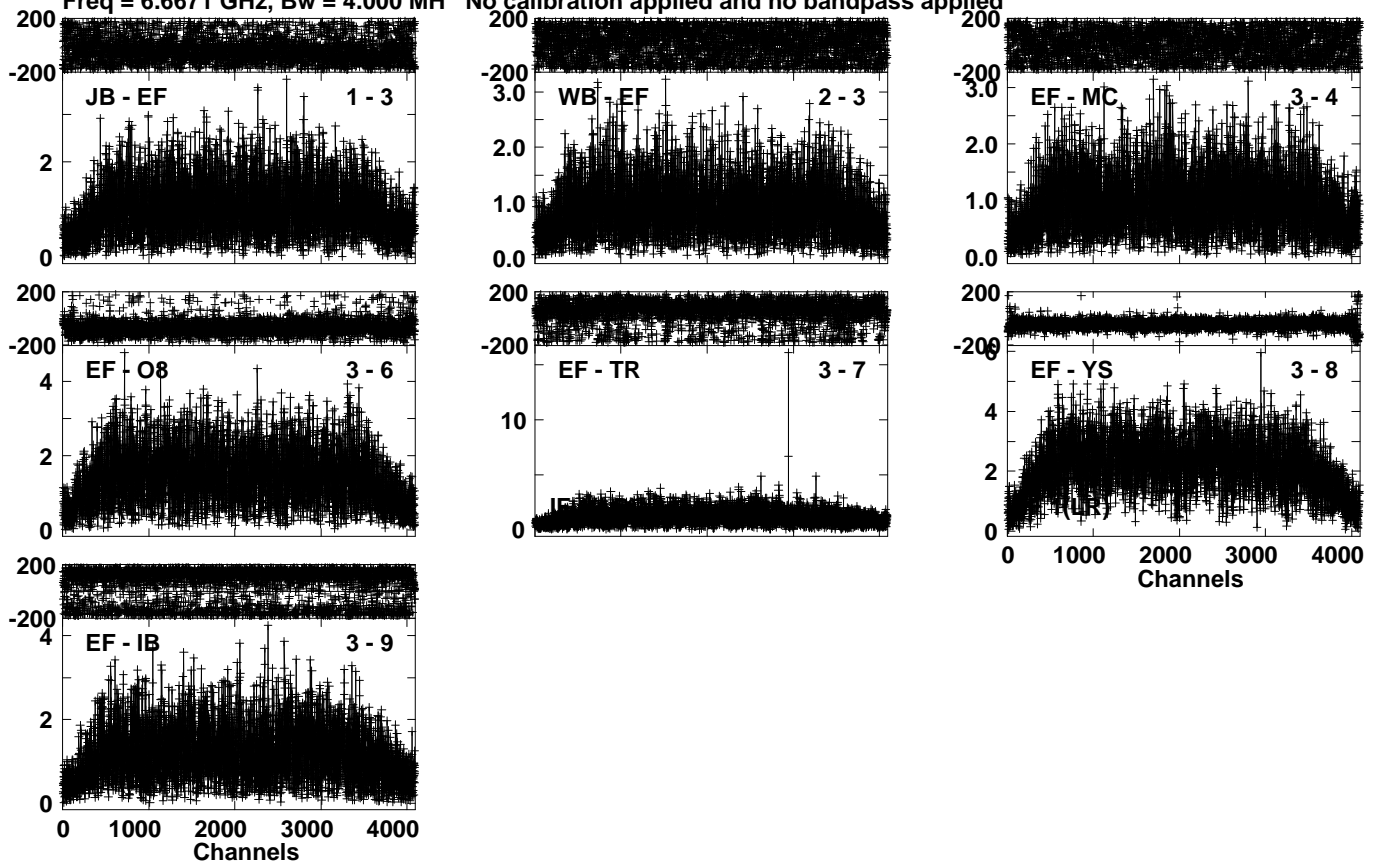 Freq = 6.6671 GHz, Bw = 4.000 MH No calibration applied and no bandpass applied
200 200 200
-200 -200 -200
JB - EF 1 - 3 WB - EF 2 - 3 EF - MC 3 - 4
3.0 3.0
2 2.0 2.0
1.0 1.0
0 0.0 0.0
200 200 200
-200 -200 -200
6
EF - O8 3 - 6 EF - TR 3 - 7 EF - YS 3 - 8
4 10 4
2 2
IF 1(LR)
0 0 0
0 1000 2000 3000 4000
Channels
200
-200
4 EF - IB 3 - 9
2
0
0 1000 2000 3000 4000
Channels